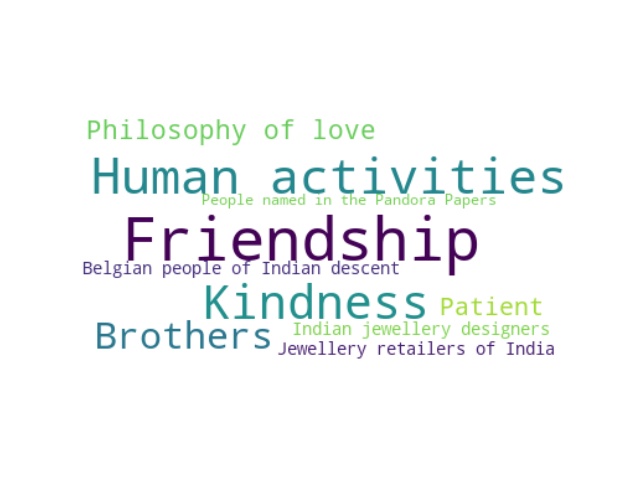 Philosophy of love
Human activities
People named in the Pandora Papers
Friendship
Belgian people of Indian descent
Kindness
Patient
Brothers
Indian jewellery designers
Jewellery retailers of India